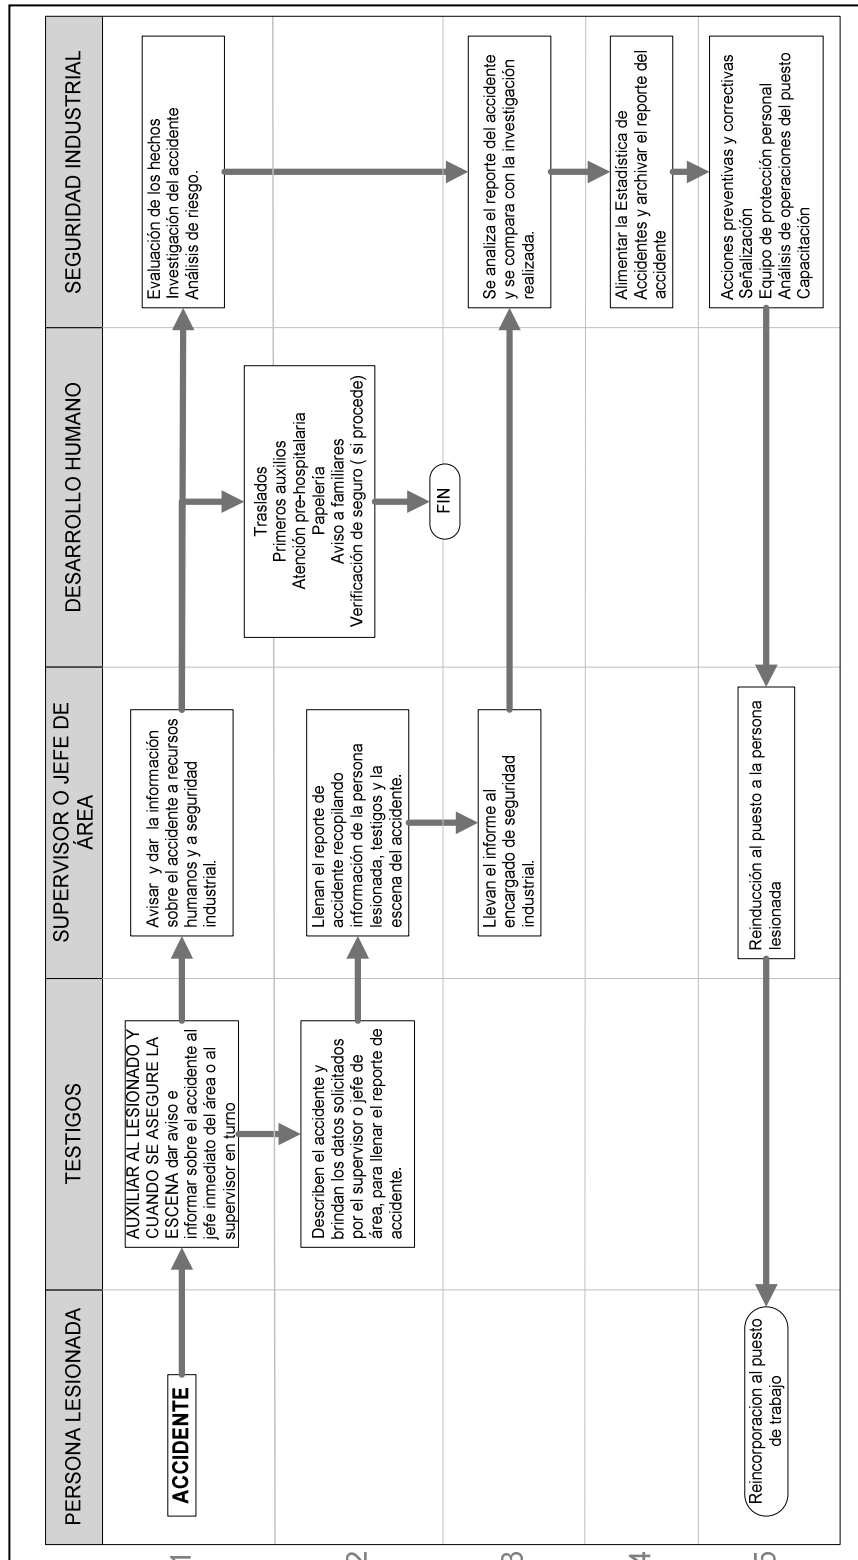 PERSONA LESIONADA
TESTIGOS
SUPERVISOR O JEFE DE
ÁREA
DESARROLLO HUMANO
SEGURIDAD INDUSTRIAL
1
ACCIDENTE
AUXILIAR AL LESIONADO Y
CUANDO SE ASEGURE LA
ESCENA dar aviso e
informar sobre el accidente al
jefe inmediato del área o al
supervisor en turno
Avisar y dar la información
sobre el accidente a recursos
humanos y a seguridad
industrial.
Evaluación de los hechos
Investigación del accidente
Análisis de riesgo.
2
Describen el accidente y
brindan los datos solicitados
por el supervisor o jefe de
área, para llenar el reporte de
accidente.
Llenan el reporte de
accidente recopilando
información de la persona
lesionada, testigos y la
escena del accidente.
Traslados
Primeros auxilios
Atención pre-hospitalaria
Papelería
Aviso a familiares
Verificación de seguro ( si procede)
3
Llevan el informe al
encargado de seguridad
industrial.
FIN
Se analiza el reporte del accidente
y se compara con la investigación
realizada.
4
Alimentar la Estadística de
Accidentes y archivar el reporte del
accidente
5
Reincorporacion al puesto
de trabajo
Reinducción al puesto a la persona
lesionada
Acciones preventivas y correctivas
Señalización
Equipo de protección personal
Análisis de operaciones del puesto
Capacitación